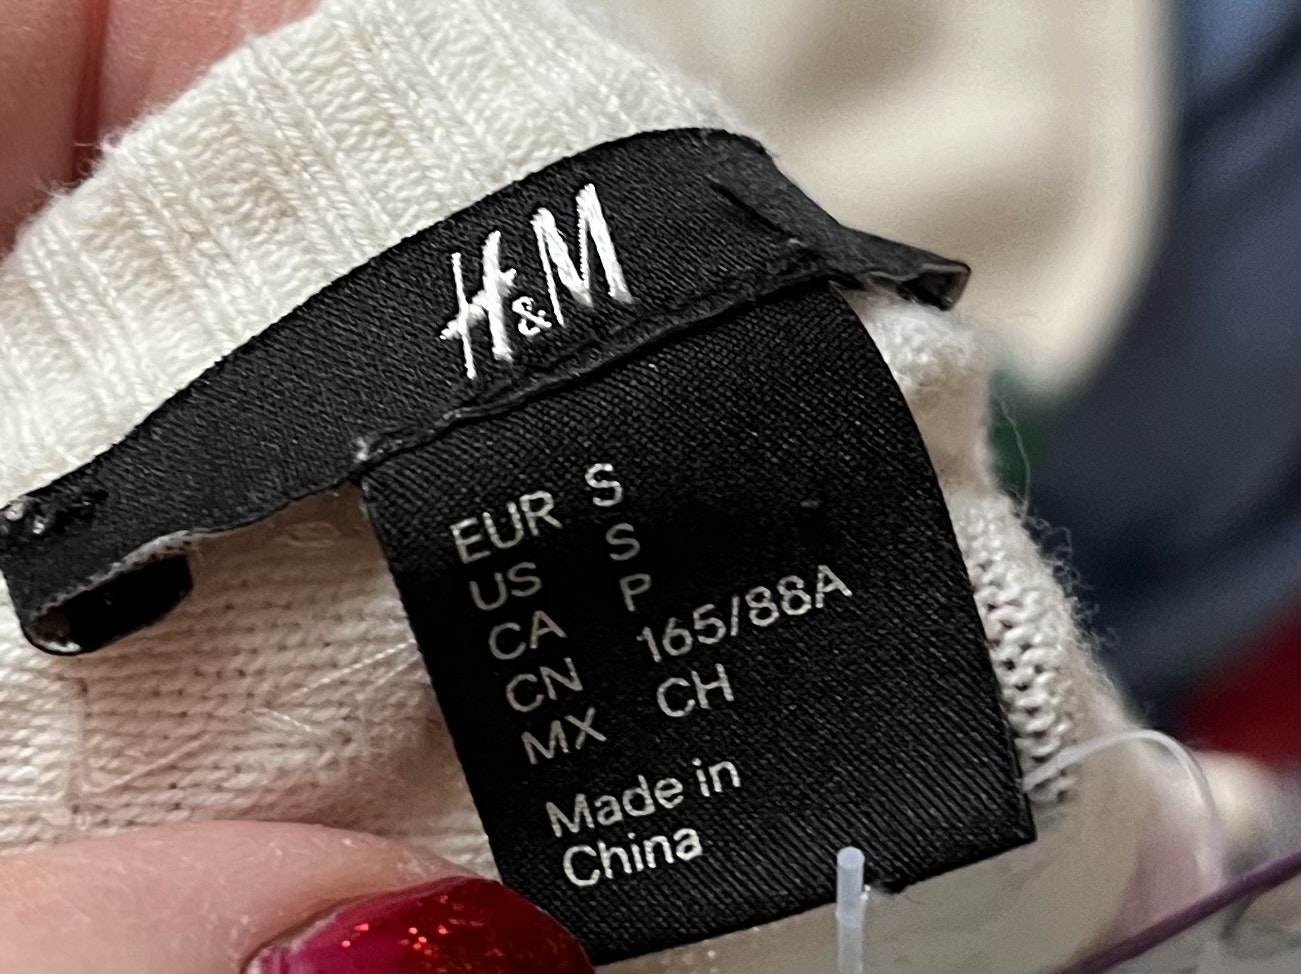 H&M
EUR S
US S
CA P
CN 165/88A
MX CH
Made in
China